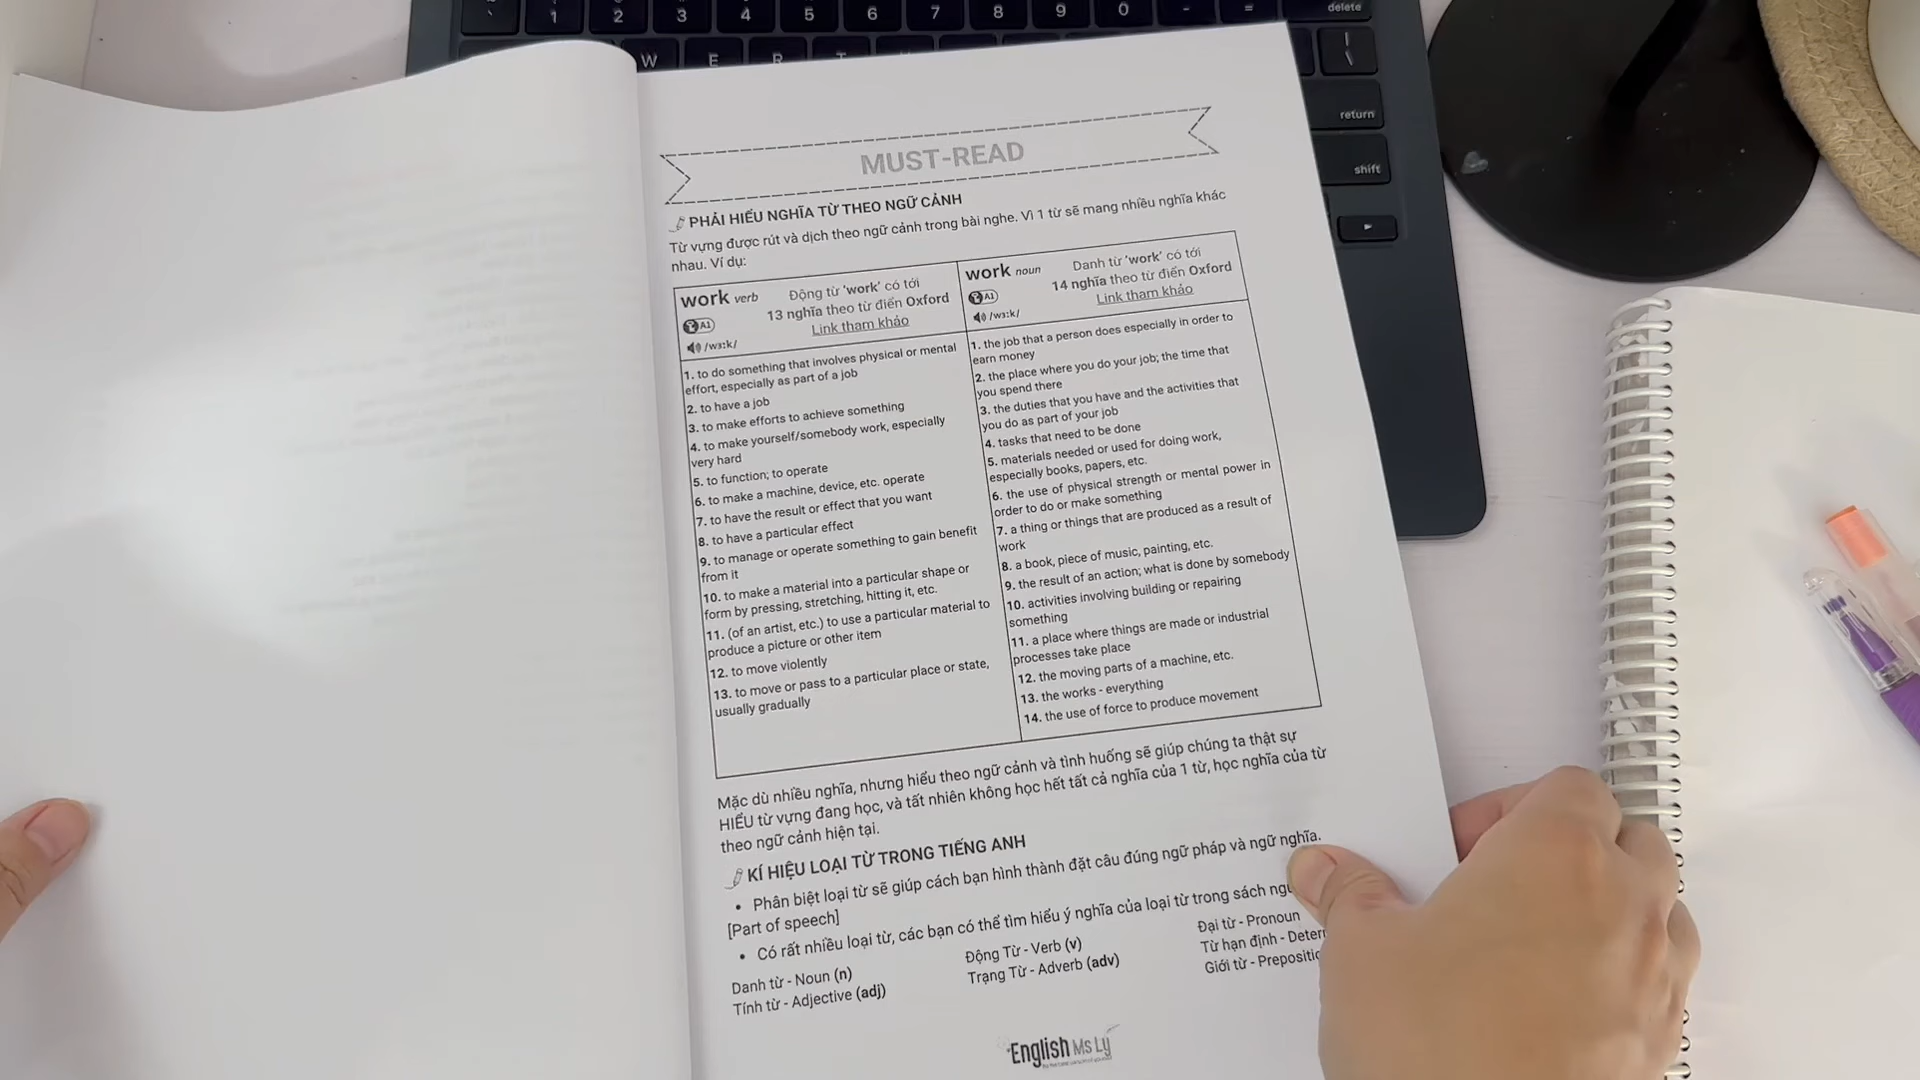 ` 1 2 3 4 5 6 7 8 9 0 - = delete
W E R T
return
shift
MUST-READ
PHẢI HIỂU NGHĨA TỪ THEO NGỮ CẢNH
Từ vựng được rút và dịch theo ngữ cảnh trong bài nghe. Vì 1 từ sẽ mang nhiều nghĩa khác
nhau. Ví dụ:
work verb
A1
/wɜːk/
Động từ 'work' có tới
13 nghĩa theo từ điển Oxford
Link tham khảo
1. to do something that involves physical or mental
effort, especially as part of a job
2. to have a job
3. to make efforts to achieve something
4. to make yourself/somebody work, especially
very hard
5. to function; to operate
6. to make a machine, device, etc. operate
7. to have the result or effect that you want
8. to have a particular effect
9. to manage or operate something to gain benefit
from it
10. to make a material into a particular shape or
form by pressing, stretching, hitting it, etc.
11. (of an artist, etc.) to use a particular material to
produce a picture or other item
12. to move violently
13. to move or pass to a particular place or state,
usually gradually
work noun
A1
/wɜːk/
Danh từ 'work' có tới
14 nghĩa theo từ điển Oxford
Link tham khảo
1. the job that a person does especially in order to
earn money
2. the place where you do your job; the time that
you spend there
3. the duties that you have and the activities that
you do as part of your job
4. tasks that need to be done
5. materials needed or used for doing work,
especially books, papers, etc.
6. the use of physical strength or mental power in
order to do or make something
7. a thing or things that are produced as a result of
work
8. a book, piece of music, painting, etc.
9. the result of an action; what is done by somebody
10. activities involving building or repairing
something
11. a place where things are made or industrial
processes take place
12. the moving parts of a machine, etc.
13. the works - everything
14. the use of force to produce movement
Mặc dù nhiều nghĩa, nhưng hiểu theo ngữ cảnh và tình huống sẽ giúp chúng ta thật sự
HIỂU từ vựng đang học, và tất nhiên không học hết tất cả nghĩa của 1 từ, học nghĩa của từ
theo ngữ cảnh hiện tại.
KÍ HIỆU LOẠI TỪ TRONG TIẾNG ANH
• Phân biệt loại từ sẽ giúp cách bạn hình thành đặt câu đúng ngữ pháp và ngữ nghĩa.
[Part of speech]
• Có rất nhiều loại từ, các bạn có thể tìm hiểu ý nghĩa của loại từ trong sách
Danh từ - Noun (n)
Tính từ - Adjective (adj)
Động Từ - Verb (v)
Trạng Từ - Adverb (adv)
Đại từ - Pronoun
Từ hạn định - Deter
Giới từ - Prepositi
English Ms Ly